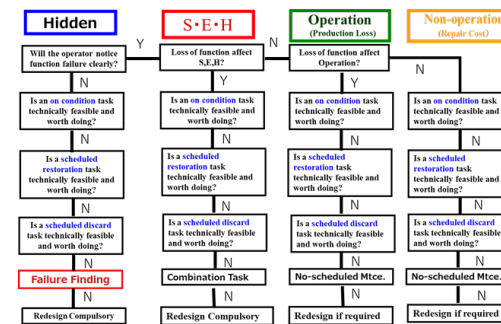 Hidden
S・E・H
Operation
(Production Loss)
Non-operation
(Repair Cost)
Y
N
Will the operator notice
function failure clearly?
Loss of function affect
S,E,H?
Loss of function affect
Operation?
N
N
Y
Y
Is an on condition task
technically feasible and
worth doing?
Is an on condition task
technically feasible and
worth doing?
Is an on condition task
technically feasible and
worth doing?
Is an on condition task
technically feasible and
worth doing?
N
N
N
N
Is a scheduled
restoration task
technically feasible and
worth doing?
Is a scheduled
restoration task
technically feasible and
worth doing?
Is a scheduled
restoration task
technically feasible and
worth doing?
Is a scheduled
restoration task
technically feasible and
worth doing?
N
N
N
N
Is a scheduled discard
task technically feasible
and worth doing?
Is a scheduled discard
task technically feasible
and worth doing?
Is a scheduled discard
task technically feasible
and worth doing?
Is a scheduled discard
task technically feasible
and worth doing?
N
N
N
N
Failure Finding
Combination Task
No-scheduled Mtce.
No-scheduled Mtce.
N
N
N
N
Redesign Compulsory
Redesign Compulsory
Redesign if required
Redesign if required